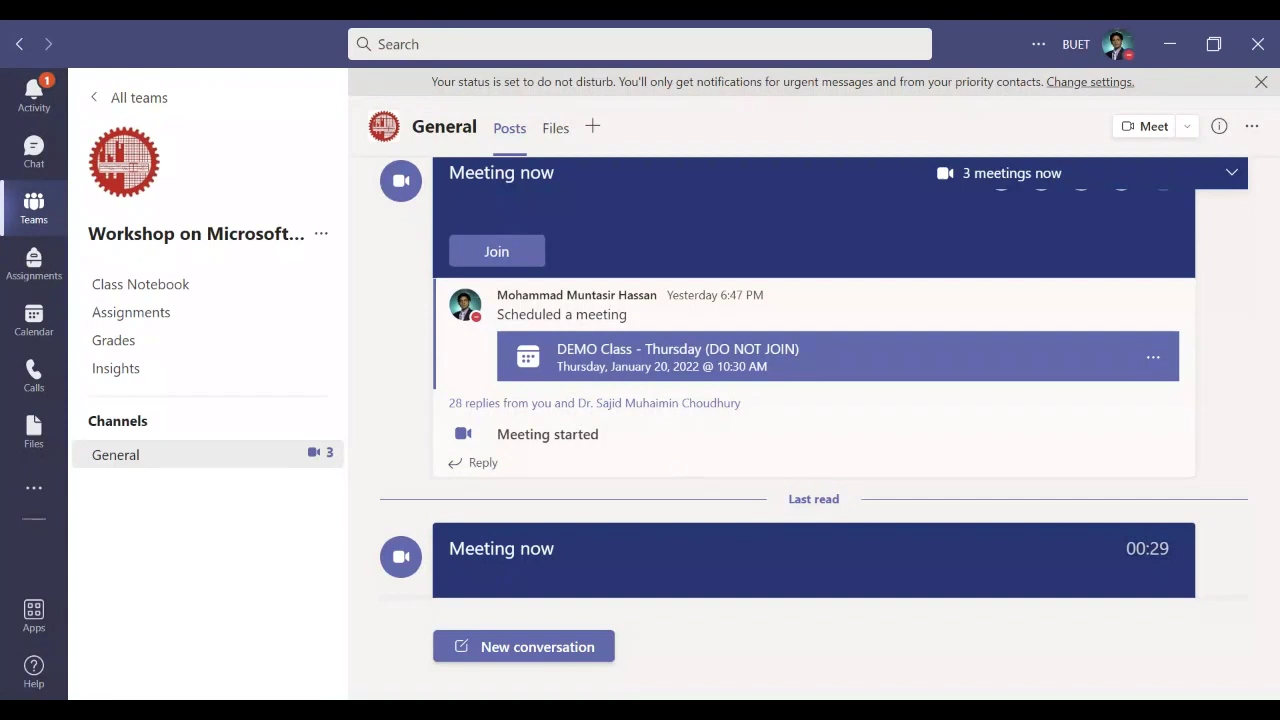 Search
BUET
1
Activity
Chat
Teams
Assignments
Calendar
Calls
Files
Apps
Help
All teams
Workshop on Microsoft...
Class Notebook
Assignments
Grades
Insights
Channels
General
3
Your status is set to do not disturb. You'll only get notifications for urgent messages and from your priority contacts. Change settings.
General
Posts
Files
Meet
Meeting now
3 meetings now
Join
Mohammad Muntasir Hassan Yesterday 6:47 PM
Scheduled a meeting
DEMO Class - Thursday (DO NOT JOIN)
Thursday, January 20, 2022 @ 10:30 AM
28 replies from you and Dr. Sajid Muhaimin Choudhury
Meeting started
Reply
Last read
Meeting now
00:29
New conversation